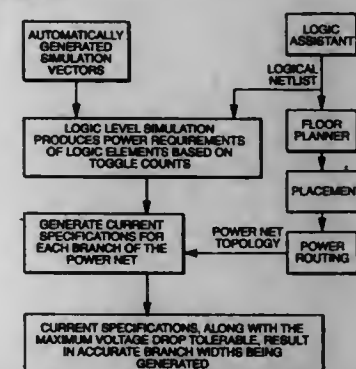 AUTOMATICALLY
GENERATED
SIMULATION
VECTORS
LOGIC
ASSISTANT
LOGICAL
NETLIST
LOGIC LEVEL SIMULATION
PRODUCES POWER REQUIREMENTS
OF LOGIC ELEMENTS BASED ON
TOGGLE COUNTS
FLOOR
PLANNER
PLACEMENT
GENERATE CURRENT
SPECIFICATIONS FOR
EACH BRANCH OF THE
POWER NET
POWER NET
TOPOLOGY
POWER
ROUTING
CURRENT SPECIFICATIONS, ALONG WITH THE
MAXIMUM VOLTAGE DROP TOLERABLE, RESULT
IN ACCURATE BRANCH WIDTHS BEING
GENERATED